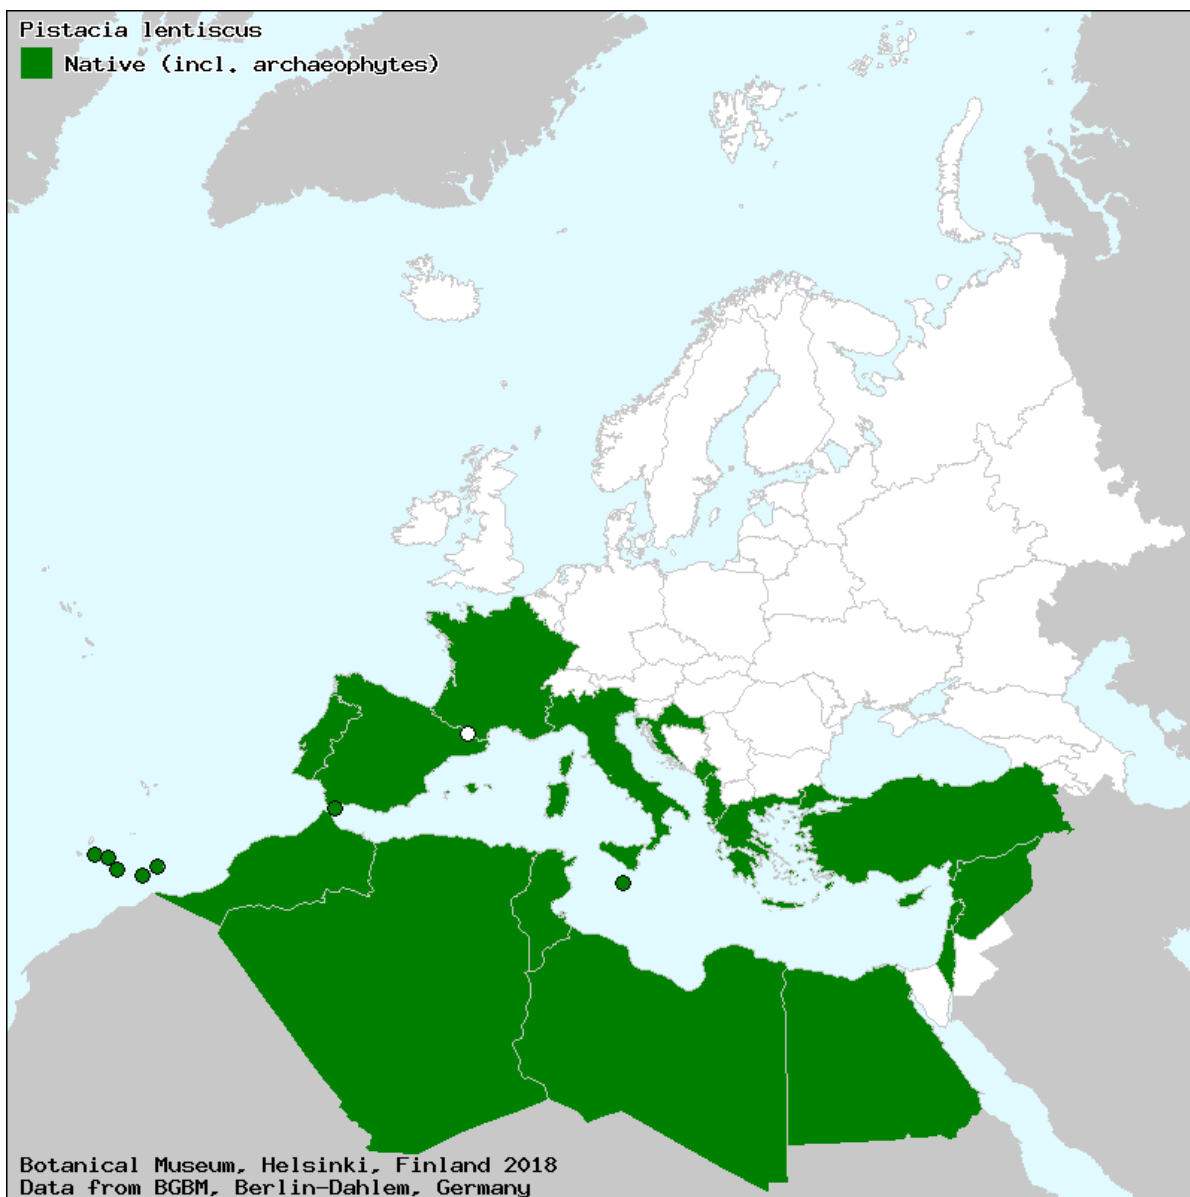 Pistacia lentiscus
Native (incl. archaeophytes)
Botanical Museum, Helsinki, Finland 2018
Data from BGBM, Berlin-Dahlem, Germany